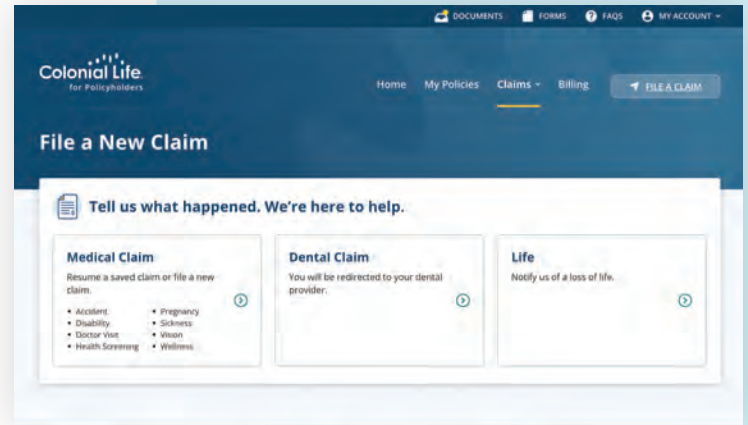 DOCUMENTS FORMS FAQS MY ACCOUNT
Colonial Life
for Policyholders
Home My Policies Claims Billing FILE A CLAIM
File a New Claim
Tell us what happened. We're here to help.
Medical Claim
Resume a saved claim or file a new
claim.
• Accident
• Disability
• Doctor Visit
• Health Screening
• Pregnancy
• Sickness
• Vision
• Wellness
Dental Claim
You will be redirected to your dental
provider.
Life
Notify us of a loss of life.